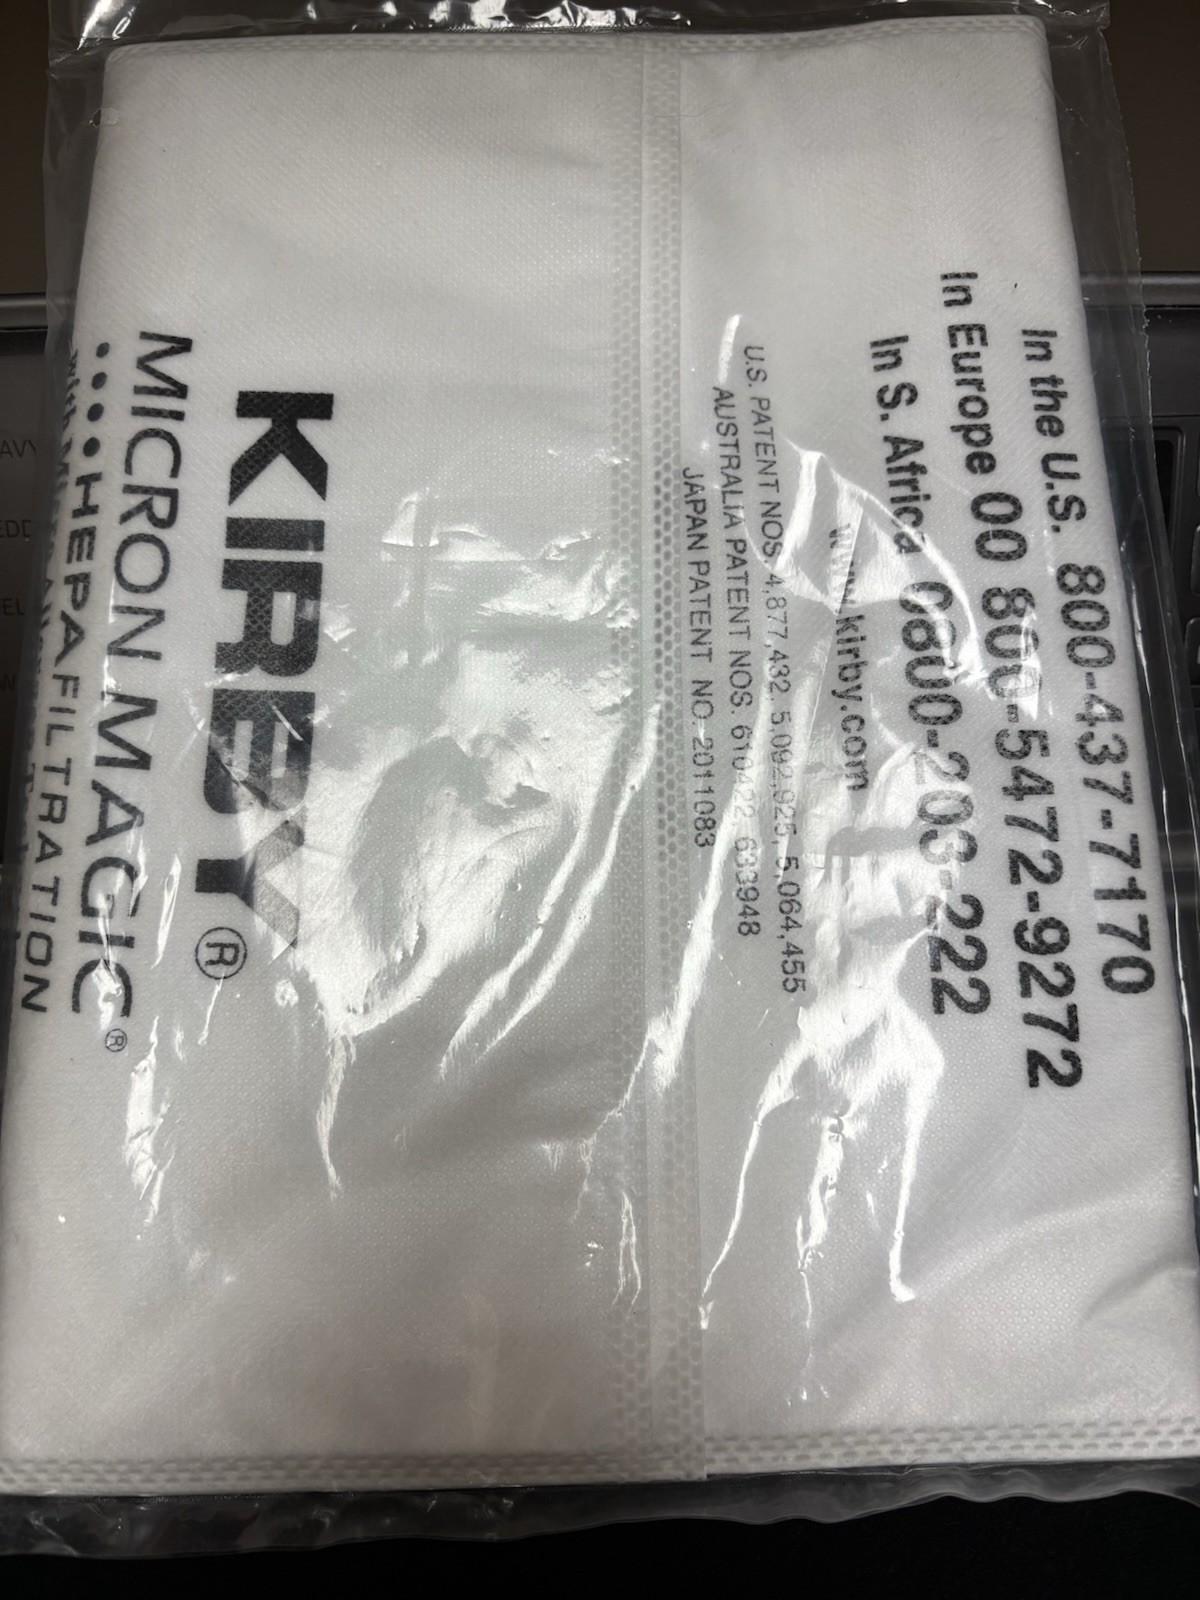 In the U.S. 800-437-7170
In Europe 00 800-5472-9272
In S. Africa 0800-203-222
www.kirby.com
U.S. PATENT NOS. 4,877,432, 5,092,925, 5,064,455
AUSTRALIA PATENT NOS. 610422, 633948
JAPAN PATENT NO. 2011083
KIRBY®
MICRON MAGIC®
••••HEPA FILTRATION
with